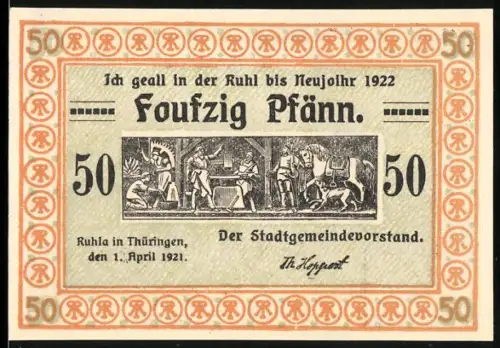 50 50
Ich geall in der Ruhl bis Neujoihr 1922
Foufzig Pfänn.
50 50
Ruhla in Thüringen,
den 1. April 1921.
Der Stadtgemeindevorstand.
50 50